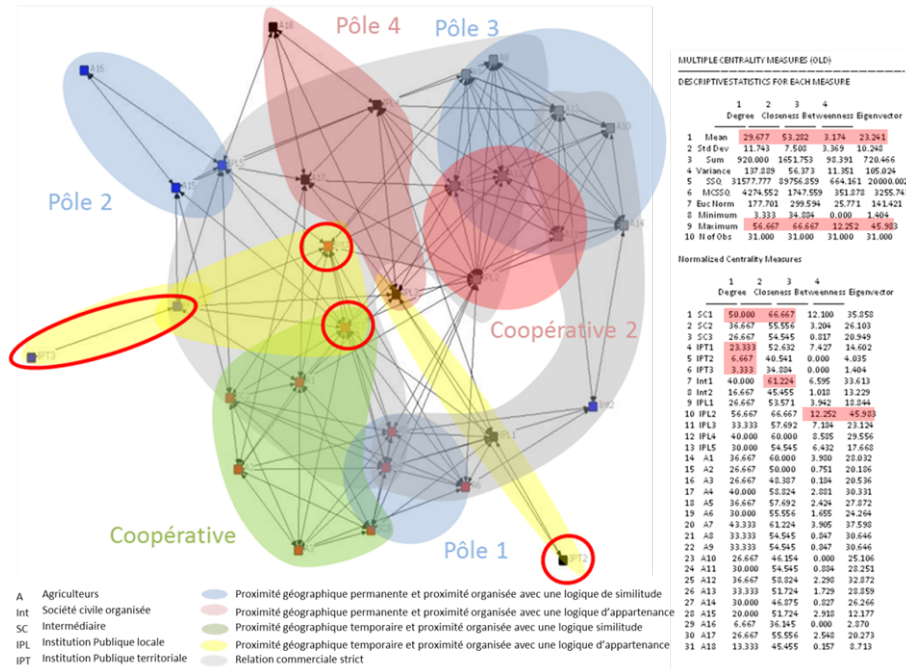 Pôle 4
Pôle 3
A18
A16
A8
A10
IPL5
A15
A17
Pôle 2
A14
IPL2
Coopérative 2
IPT3
A1
Int2
IPL1
Coopérative
Pôle 1
A3
IPT2
A Agriculteurs
Int Société civile organisée
SC Intermédiaire
IPL Institution Publique locale
IPT Institution Publique territoriale
Proximité géographique permanente et proximité organisée avec une logique de similitude
Proximité géographique permanente et proximité organisée avec une logique d'appartenance
Proximité géographique temporaire et proximité organisée avec une logique similitude
Proximité géographique temporaire et proximité organisée avec une logique d'appartenance
Relation commerciale strict
MULTIPLE CENTRALITY MEASURES (OLD)
DESCRIPTIVE STATISTICS FOR EACH MEASURE
1 2 3 4
Degree Closeness Betweenness Eigenvector
1 Mean 29.677 53.282 3.174 23.241
2 Std Dev 11.743 7.508 3.369 10.248
3 Sum 920.000 1651.753 98.391 720.466
4 Variance 137.889 56.373 11.351 105.024
5 SSQ 31577.777 89756.859 664.161 20000.002
6 MCSSQ 4274.552 1747.559 351.878 3255.74
7 Euc Norm 177.701 299.594 25.771 141.421
8 Minimum 3.333 34.884 0.000 1.404
9 Maximum 56.667 66.667 12.252 45.983
10 N of Obs 31.000 31.000 31.000 31.000
Normalized Centrality Measures
1 2 3 4
Degree Closeness Betweenness Eigenvector
1 SC1 50.000 66.667 12.100 35.858
2 SC2 36.667 55.556 3.204 26.103
3 SC3 26.667 54.545 0.817 20.949
4 IPT1 23.333 52.632 7.427 14.602
5 IPT2 6.667 40.541 0.000 4.035
6 IPT3 3.333 34.884 0.000 1.404
7 Int1 40.000 61.224 6.595 33.613
8 Int2 16.667 45.455 1.018 13.229
9 IPL1 26.667 53.571 3.942 18.844
10 IPL2 56.667 66.667 12.252 45.983
11 IPL3 33.333 57.692 7.184 23.124
12 IPL4 40.000 60.000 8.585 29.556
13 IPL5 30.000 54.545 6.432 17.668
14 A1 36.667 60.000 3.980 28.032
15 A2 26.667 50.000 0.751 20.186
16 A3 26.667 48.387 0.184 20.536
17 A4 40.000 58.824 2.881 30.331
18 A5 36.667 57.692 2.424 27.872
19 A6 30.000 55.556 1.655 24.264
20 A7 43.333 61.224 3.905 37.598
21 A8 33.333 54.545 0.847 30.646
22 A9 33.333 54.545 0.847 30.646
23 A10 26.667 46.154 0.000 25.106
24 A11 30.000 54.545 0.884 28.251
25 A12 36.667 58.824 2.298 32.872
26 A13 33.333 51.724 1.729 28.859
27 A14 30.000 46.875 0.827 26.266
28 A15 20.000 51.724 2.918 12.177
29 A16 6.667 36.145 0.000 2.870
30 A17 26.667 55.556 2.548 20.273
31 A18 13.333 45.455 0.157 8.713